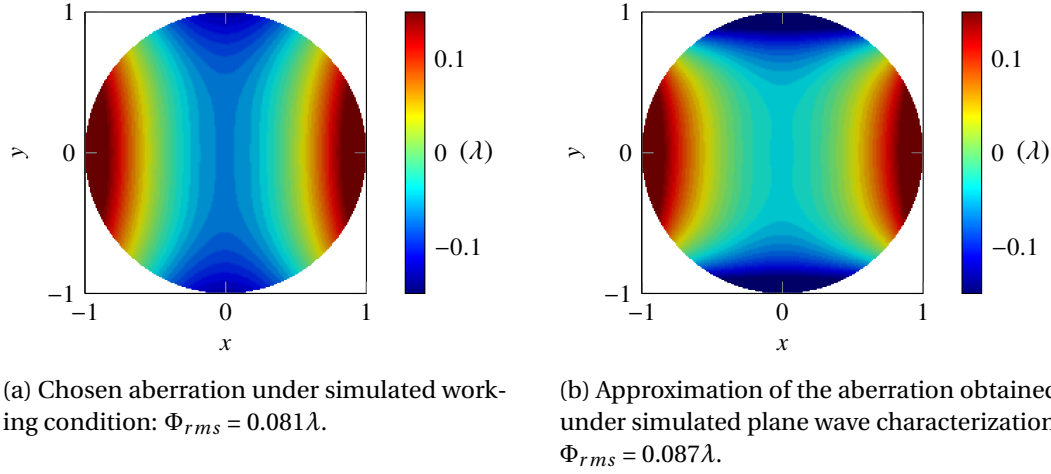 1
0.1
y
0
0 (λ)
−0.1
−1
−1
0
1
x
1
0.1
y
0
0 (λ)
−0.1
−1
−1
0
1
x
(a) Chosen aberration under simulated work-
ing condition: Φrms = 0.081λ.
(b) Approximation of the aberration obtained
under simulated plane wave characterization
Φrms = 0.087λ.